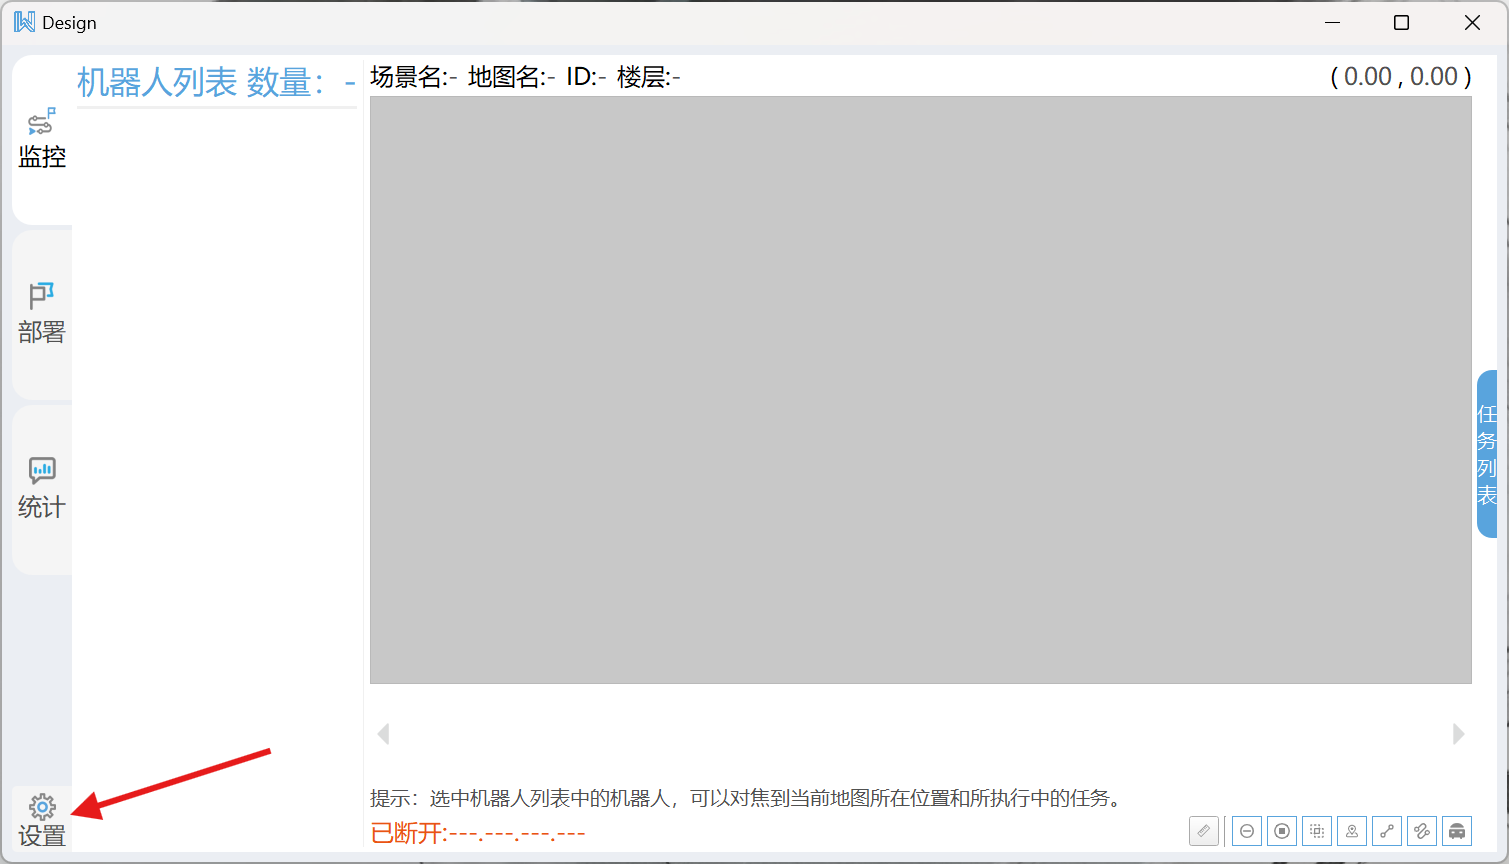 Design
机器人列表 数量：-
场景名:- 地图名:- ID:- 楼层:-
( 0.00 , 0.00 )
监控
部署
统计
设置
任务列表
提示：选中机器人列表中的机器人，可以对焦到当前地图所在位置和所执行中的任务。
已断开:---.---.---.---